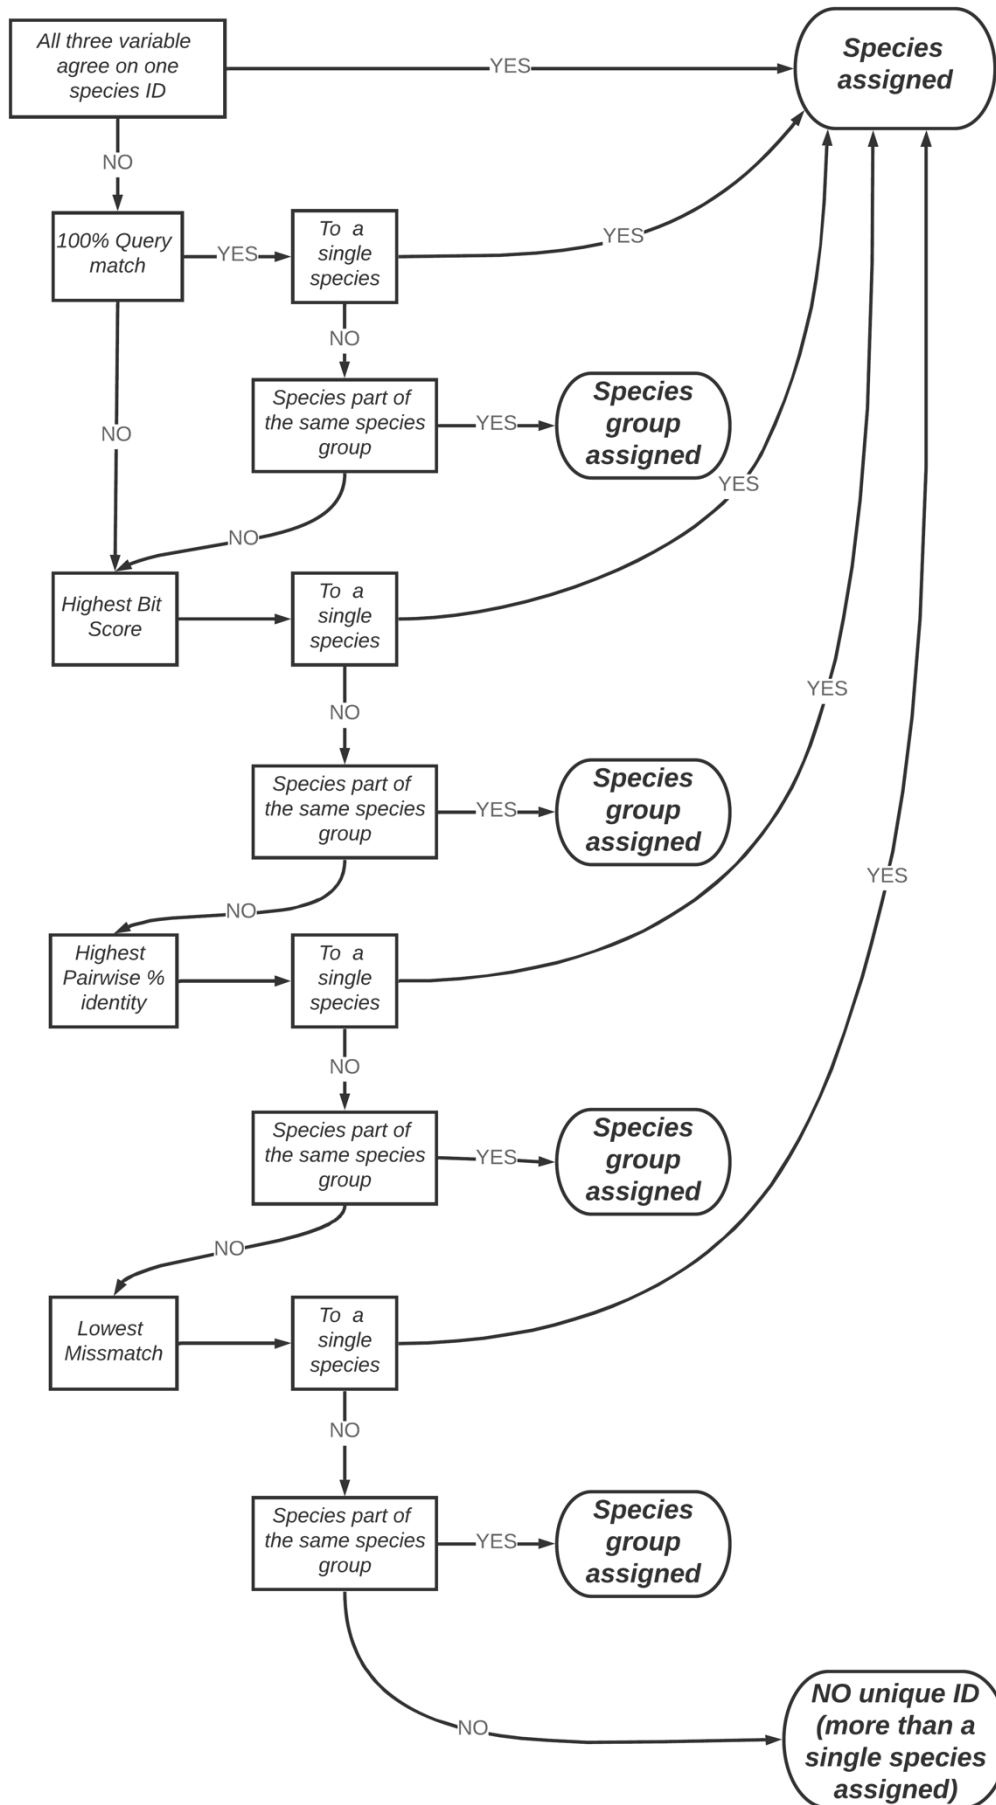 All three variable
agree on one
species ID
YES
Species
assigned
NO
100% Query
match
YES
To a
single
species
YES
NO
NO
Species part of
the same species
group
YES
Species
group
assigned
YES
NO
Highest Bit
Score
To a
single
species
NO
YES
Species part of
the same species
group
YES
Species
group
assigned
YES
NO
Highest
Pairwise %
identity
To a
single
species
NO
Species part of
the same species
group
YES
Species
group
assigned
NO
Lowest
Missmatch
To a
single
species
NO
Species part of
the same species
group
YES
Species
group
assigned
NO
NO unique ID
(more than a
single species
assigned)